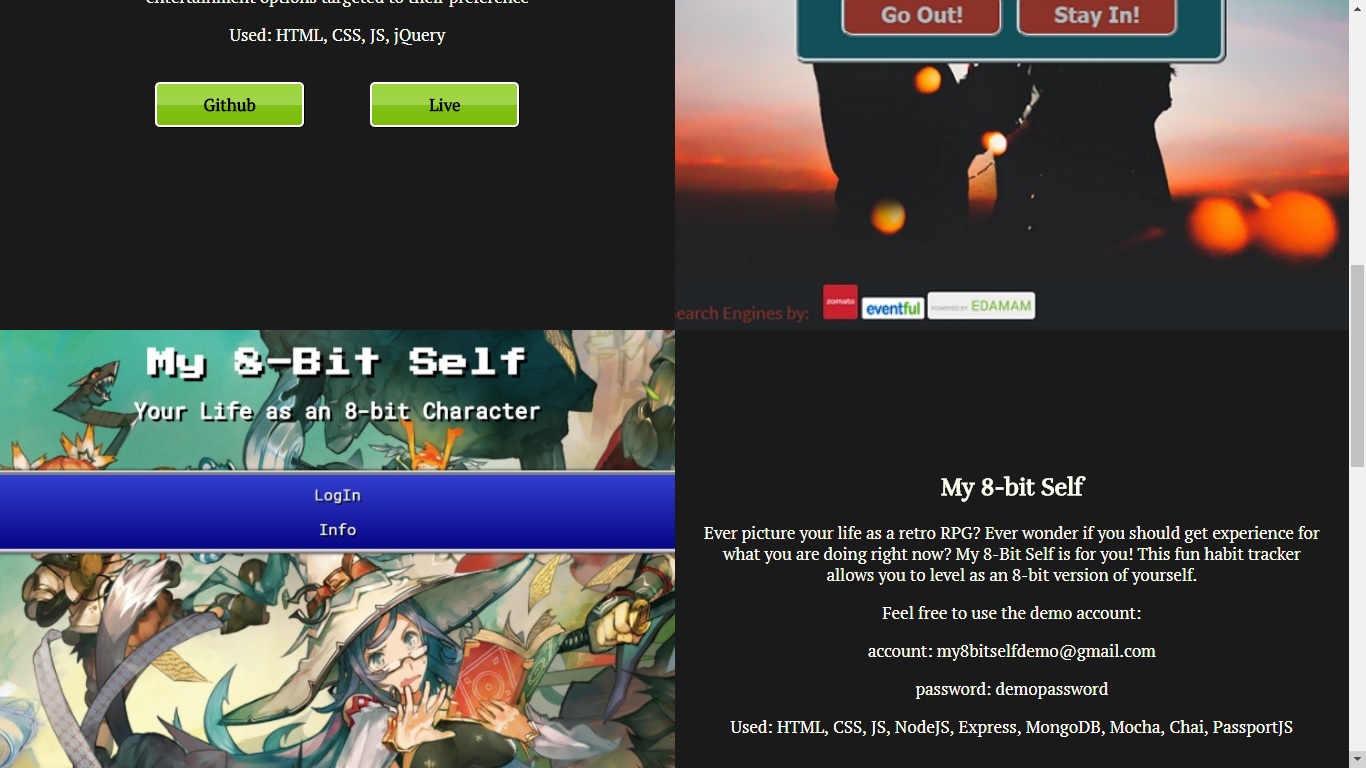 entertainment options targeted to their preference
Used: HTML, CSS, JS, jQuery
Github
Live
Go Out!
Stay In!
earch Engines by:
zomato
eventful
POWERED BY EDAMAM
My 8-Bit Self
Your Life as an 8-bit Character
LogIn
Info
My 8-bit Self
Ever picture your life as a retro RPG? Ever wonder if you should get experience for
what you are doing right now? My 8-Bit Self is for you! This fun habit tracker
allows you to level as an 8-bit version of yourself.
Feel free to use the demo account:
account: my8bitselfdemo@gmail.com
password: demopassword
Used: HTML, CSS, JS, NodeJS, Express, MongoDB, Mocha, Chai, PassportJS